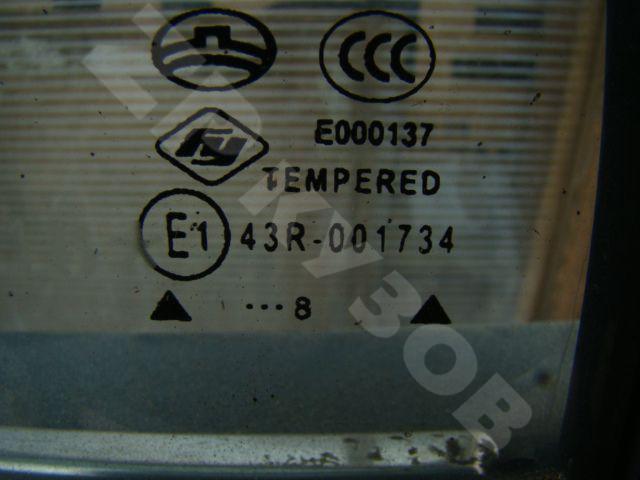 CCC
E000137
TEMPERED
E1 43R-001734
▲ ...8 ▲